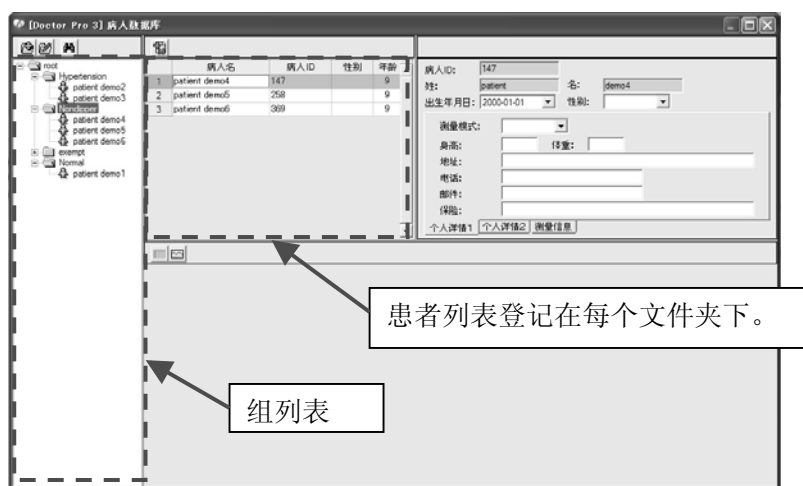 [Doctor Pro 3] 病人数据库
root
Hypetension
patient demo2
patient demo3
Nondipper
patient demo4
patient demo5
patient demo6
exempt
Normal
patient demo1
病人名 病人ID 性别 年龄
1 patient demo4 147 9
2 patient demo5 258 9
3 patient demo6 369 9
病人ID: 147
姓: patient 名: demo4
出生年月日: 2000-01-01 性别:
测量模式:
身高: 体重:
地址:
电话:
邮件:
保险:
个人详情1 个人详情2 测量信息
患者列表登记在每个文件夹下。
组列表